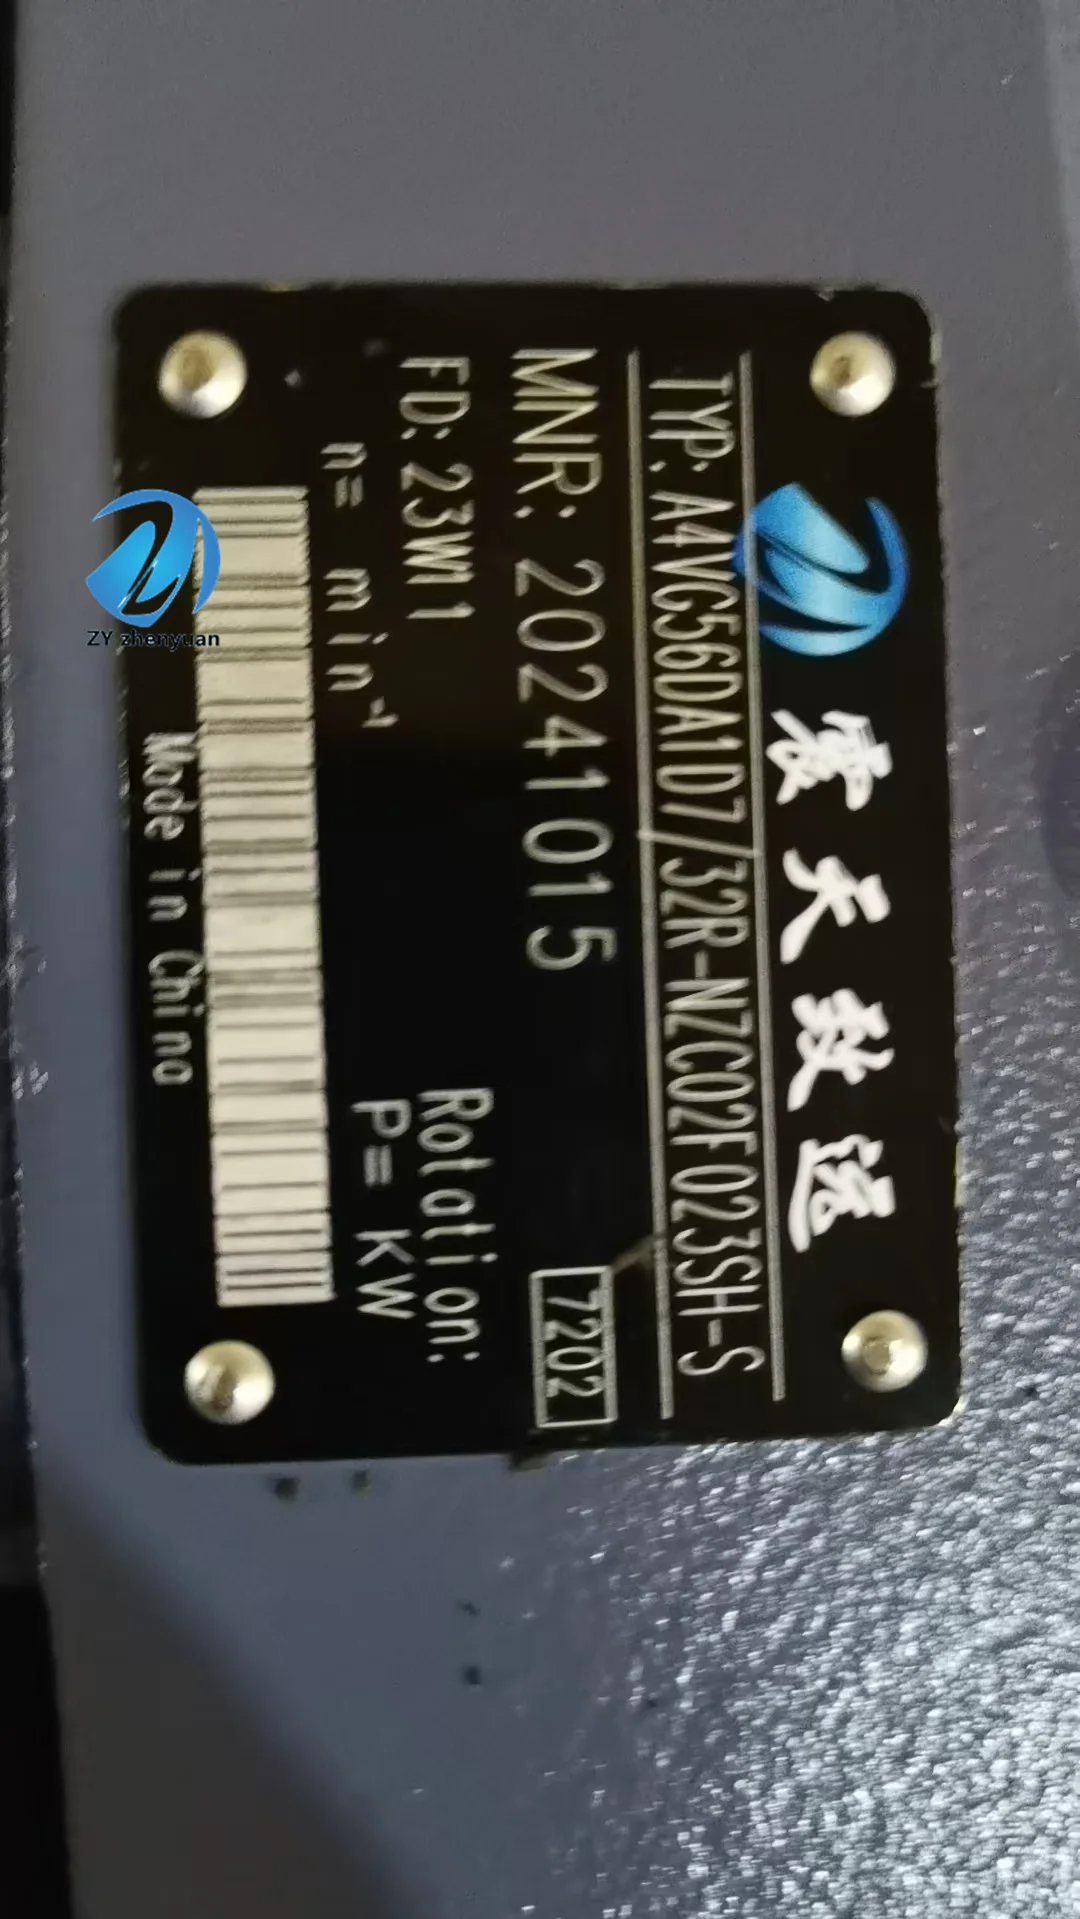 震天致远
TYP: A4VG56DA1D7/32R-NZC02F023SH-S
MNR: 20241015
7202
FD: 23W11
Rotation:
n= min-1
P= KW
Made in China
ZY zhenyuan